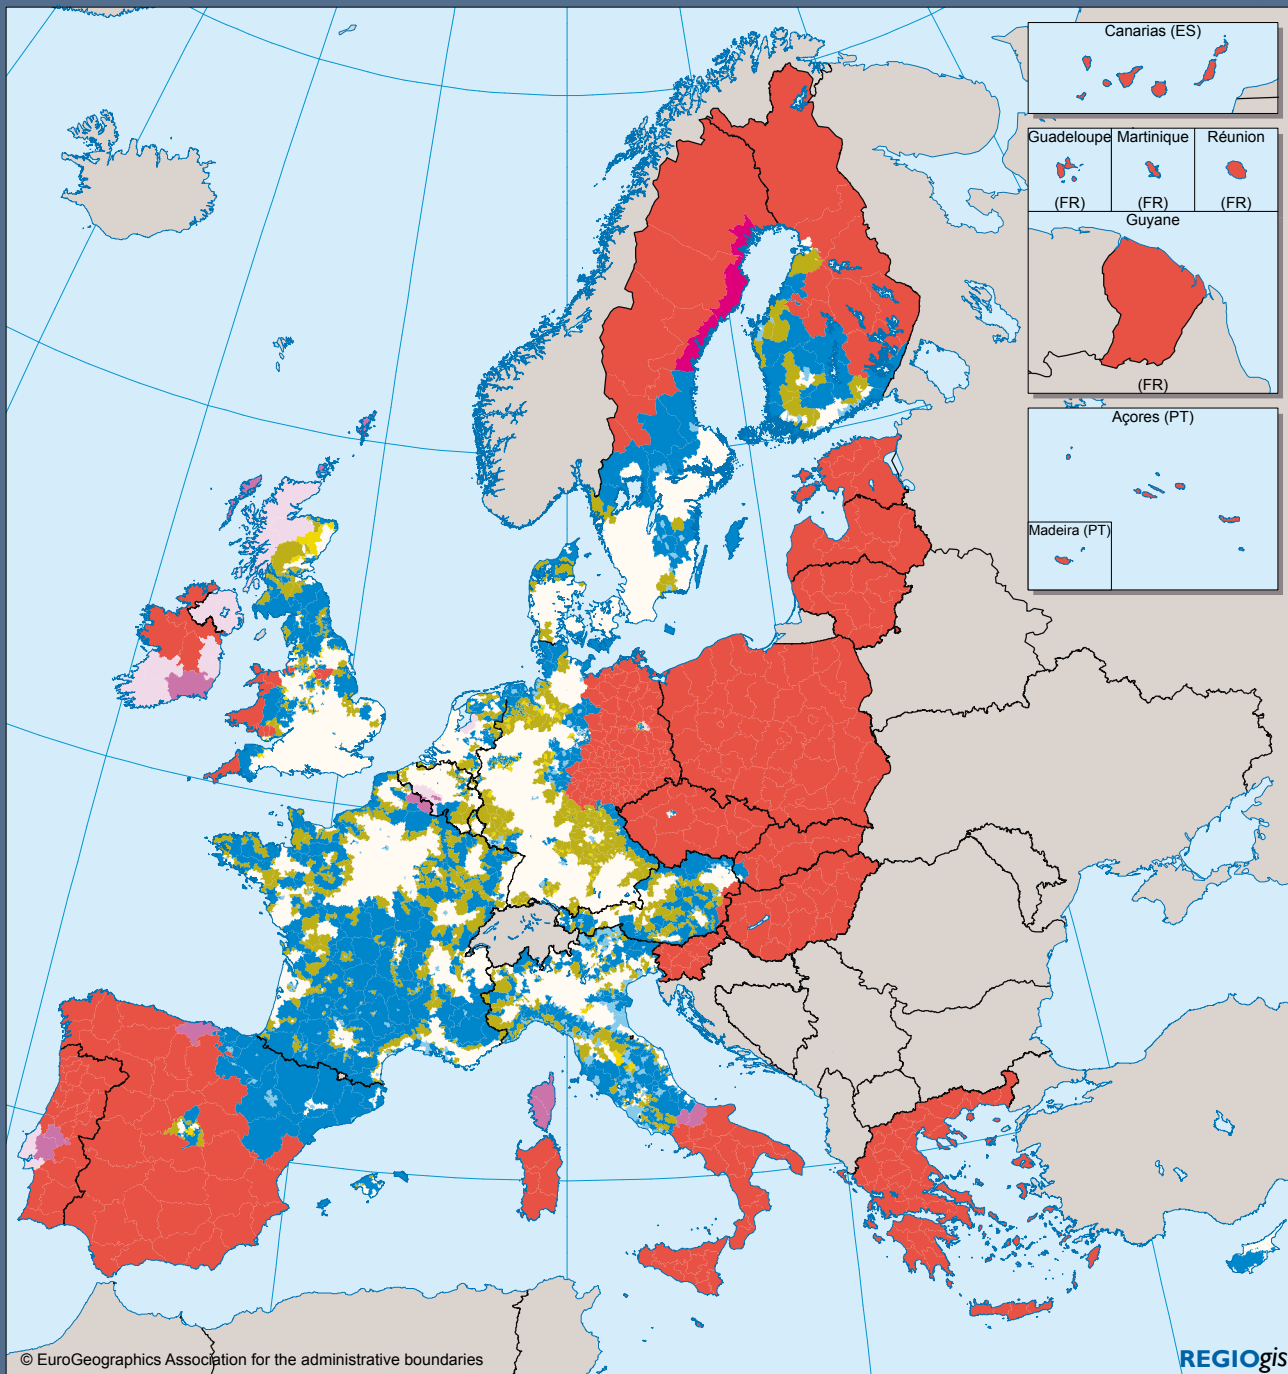 Canarias (ES)
Guadeloupe Martinique Réunion
(FR) (FR) (FR)
Guyane
(FR)
Açores (PT)
Madeira (PT)
© EuroGeographics Association for the administrative boundaries
REGIOgis